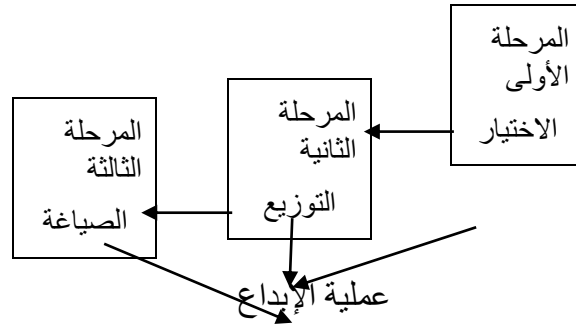 المرحلة
الأولى
الاختيار
المرحلة
الثانية
التوزيع
المرحلة
الثالثة
الصياغة
عملية الإبداع